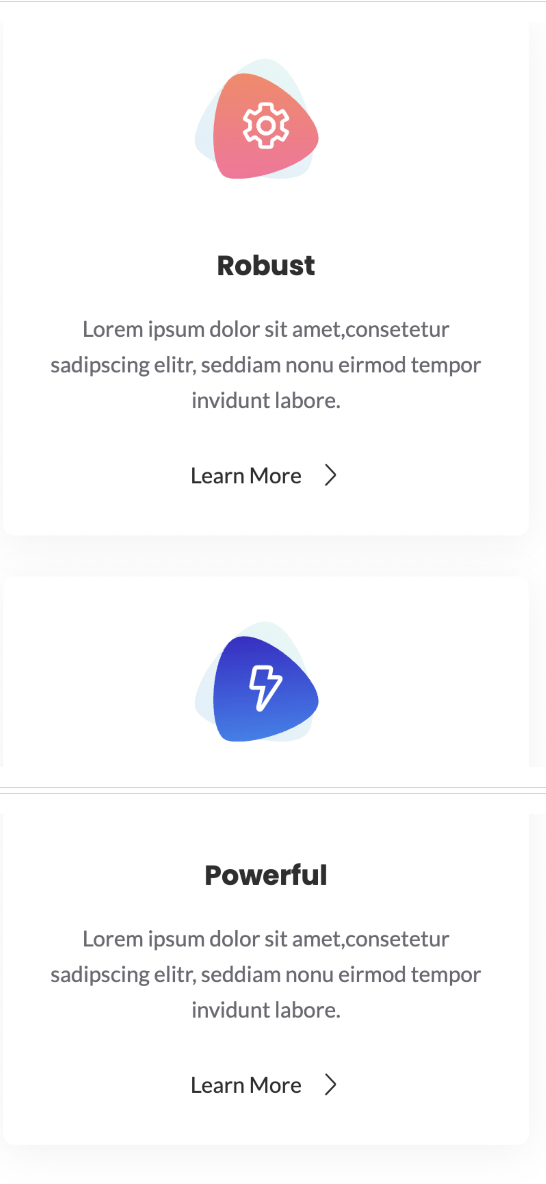 Robust
Lorem ipsum dolor sit amet,consetetur
sadipscing elitr, seddiam nonu eirmod tempor
invidunt labore.
Learn More
Powerful
Lorem ipsum dolor sit amet,consetetur
sadipscing elitr, seddiam nonu eirmod tempor
invidunt labore.
Learn More